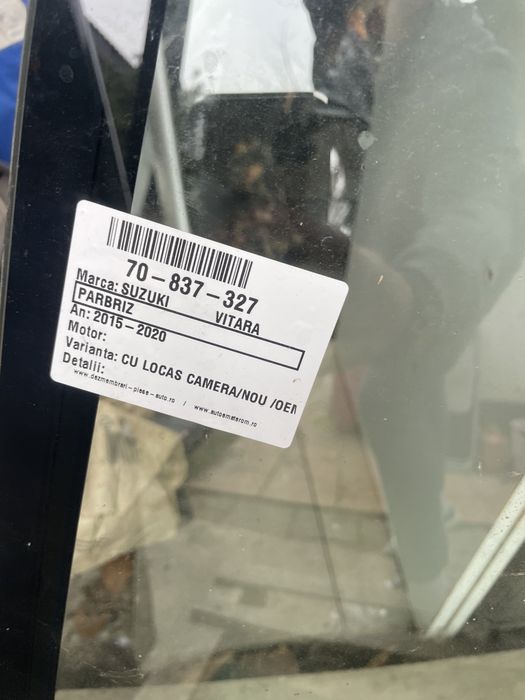 70-837-327
Marca: SUZUKI VITARA
PARBRIZ
An: 2015-2020
Motor:
Varianta: CU LOCAS CAMERA/NOU /OEM
Detalii:
www.dezmembrari-piese-auto.ro / www.autoematerom.ro